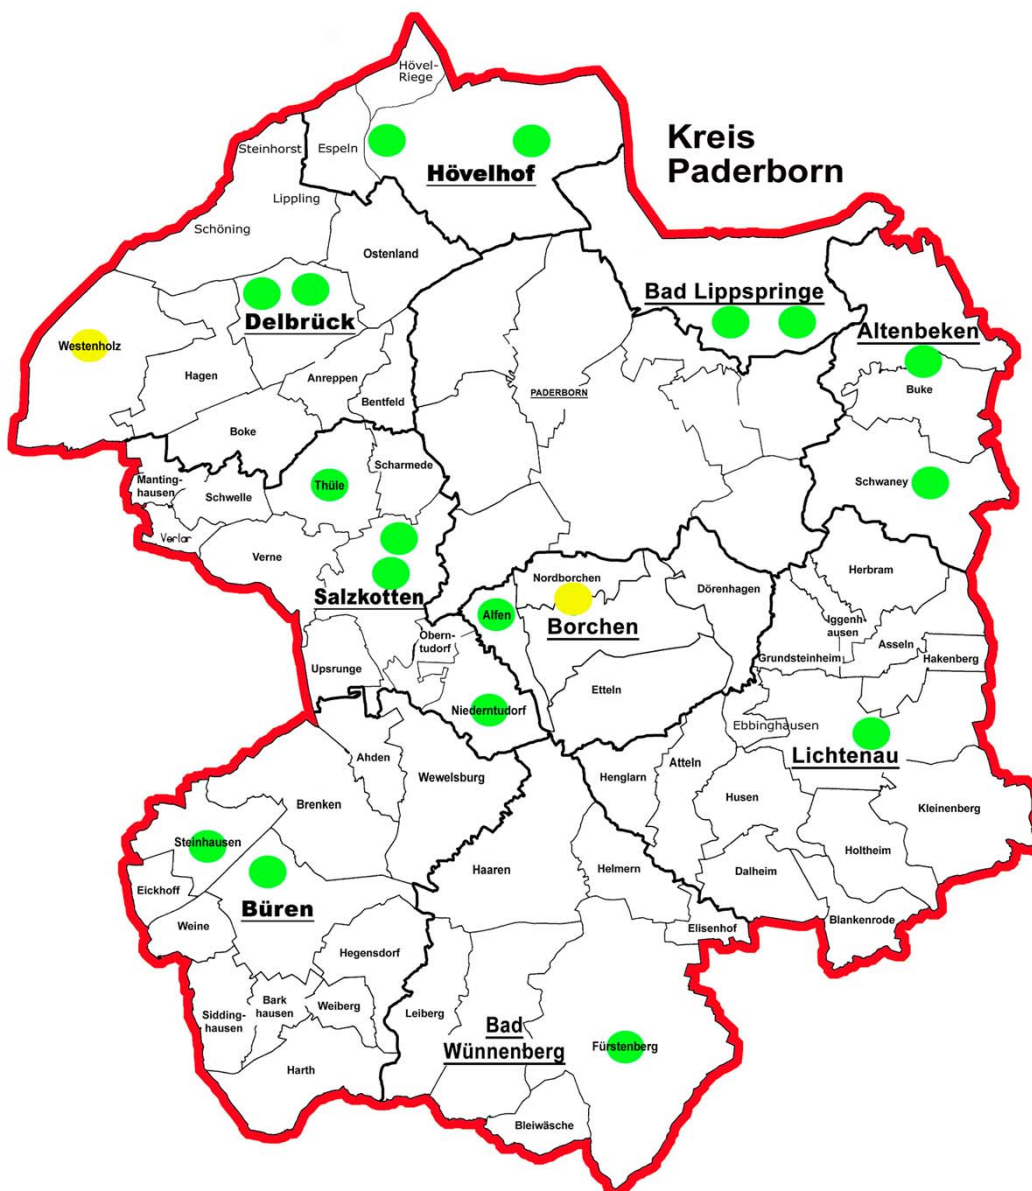 Hövel-
Riege
Kreis
Paderborn
Steinhorst
Espeln
Hövelhof
Lippling
Schöning
Ostenland
Bad Lippspringe
Delbrück
Altenbeken
Westenholz
Hagen
Anreppen
Buke
PADERBORN
Bentfeld
Boke
Scharmede
Manting-
hausen
Schwelle
Thüle
Schwaney
Verlar
Verne
Herbram
Nordborchen
Dörenhagen
Salzkotten
Alfen
Borchen
Iggenh-
ausen
Obern-
tudorf
Asseln
Grundsteinheim
Hakenberg
Upsrunge
Etteln
Niederntudorf
Ebbinghausen
Lichtenau
Ahden
Wewelsburg
Henglarn
Atteln
Brenken
Husen
Kleinenberg
Steinhausen
Holtheim
Haaren
Helmern
Dalheim
Eickhoff
Büren
Weine
Blankenrode
Elisenhof
Hegensdorf
Sidding-
hausen
Bark
hausen
Weiberg
Leiberg
Bad
Wünnenberg
Fürstenberg
Harth
Bleiwäsche